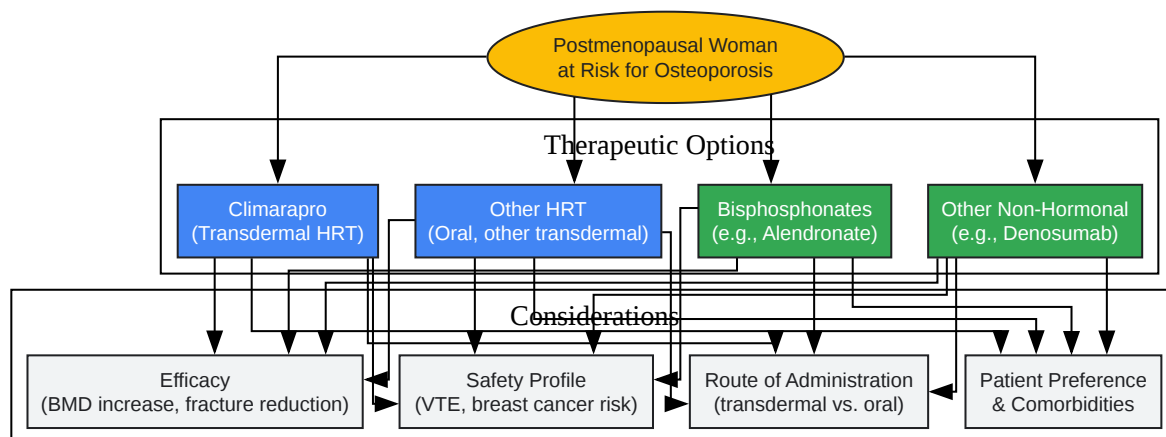 Postmenopausal Woman
at Risk for Osteoporosis
Therapeutic Options
Climarapro
(Transdermal HRT)
Other HRT
(Oral, other transdermal)
Bisphosphonates
(e.g., Alendronate)
Other Non-Hormonal
(e.g., Denosumab)
Considerations
Efficacy
(BMD increase, fracture reduction)
Safety Profile
(VTE, breast cancer risk)
Route of Administration
(transdermal vs. oral)
Patient Preference
& Comorbidities